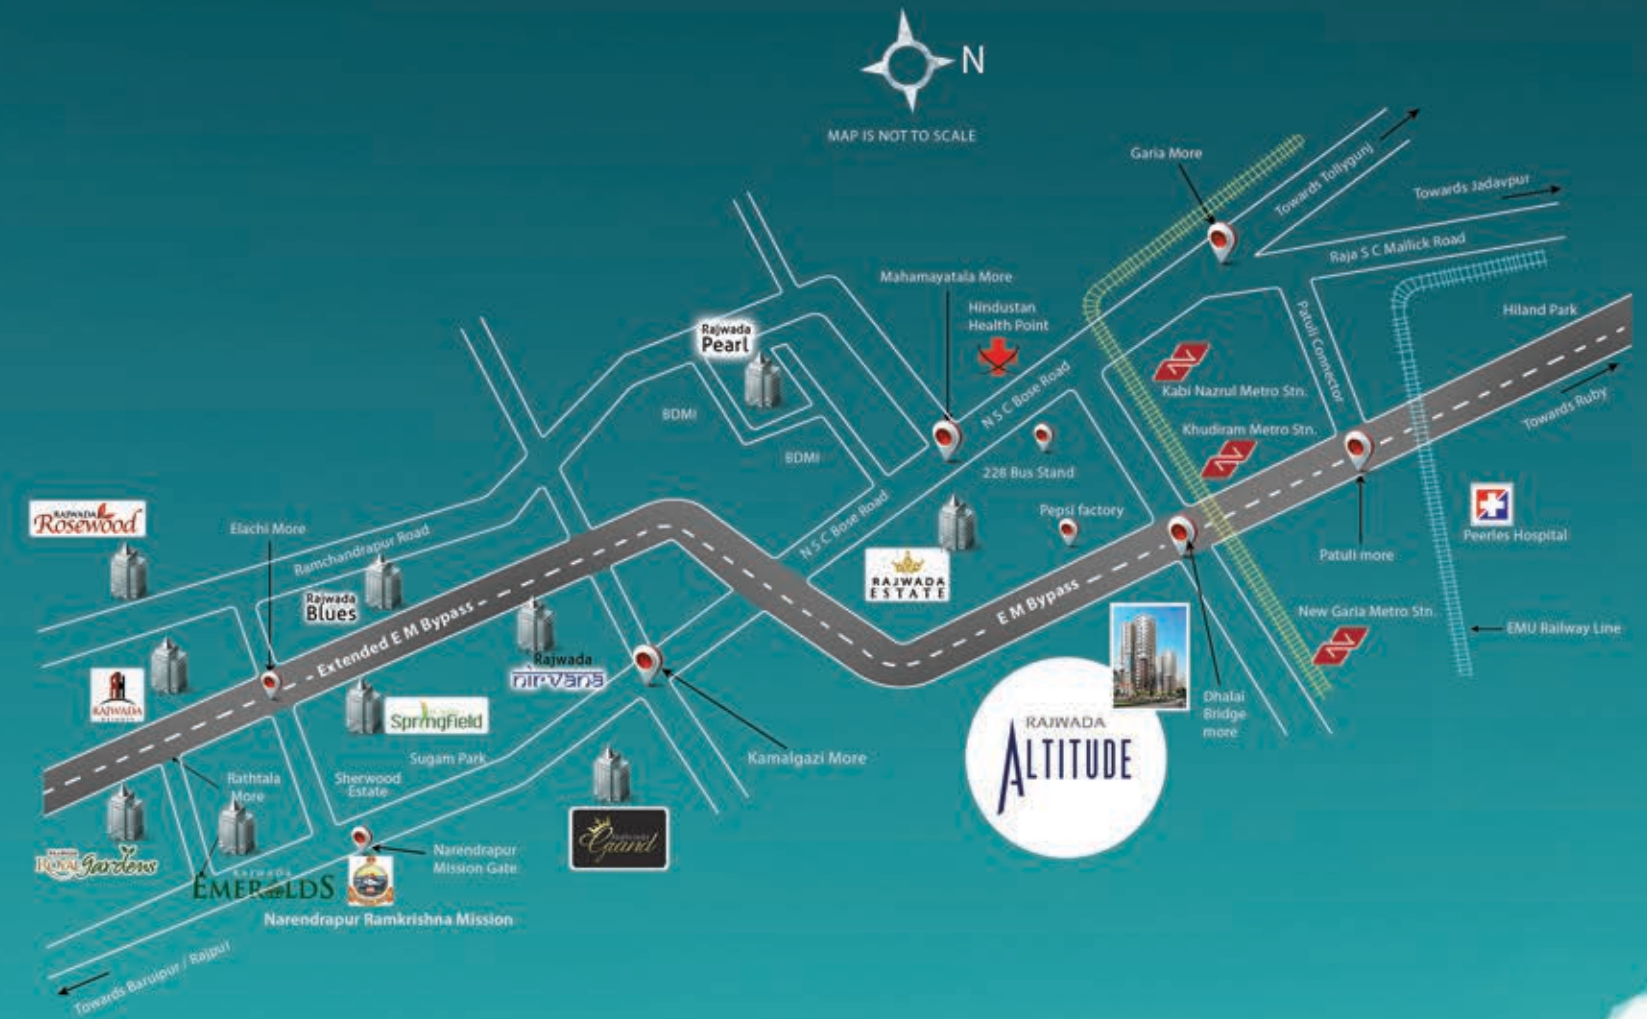 N
MAP IS NOT TO SCALE
Garia More
Towards Tollygunj
Towards Jadavpur
Raja S C Mallick Road
Mahamayatala More
Hindustan
Health Point
Hiland Park
Patuli Connector
Rajwada
Pearl
N S C Bose Road
Kabi Nazrul Metro Stn.
Towards Ruby
BDMI
Khudiram Metro Stn.
BDMI
228 Bus Stand
RAJWADA
Rosewood
Elachi More
Ramchandrapur Road
N S C Bose Road
Pepsi factory
Peerles Hospital
Patuli more
RAJWADA
ESTATE
Rajwada
Blues
E M Bypass
New Garia Metro Stn.
EMU Railway Line
Extended E M Bypass
Rajwada
nirvana
RAJWADA
Springfield
Dhalai
Bridge
more
RAJWADA
ALTITUDE
Sugam Park
Kamalgazi More
Rathtala
More
Sherwood
Estate
Grand
Narendrapur
Mission Gate
ROYAL gardens
RAJWADA
EMERALDS
Narendrapur Ramkrishna Mission
Towards Baruipur / Rajpur